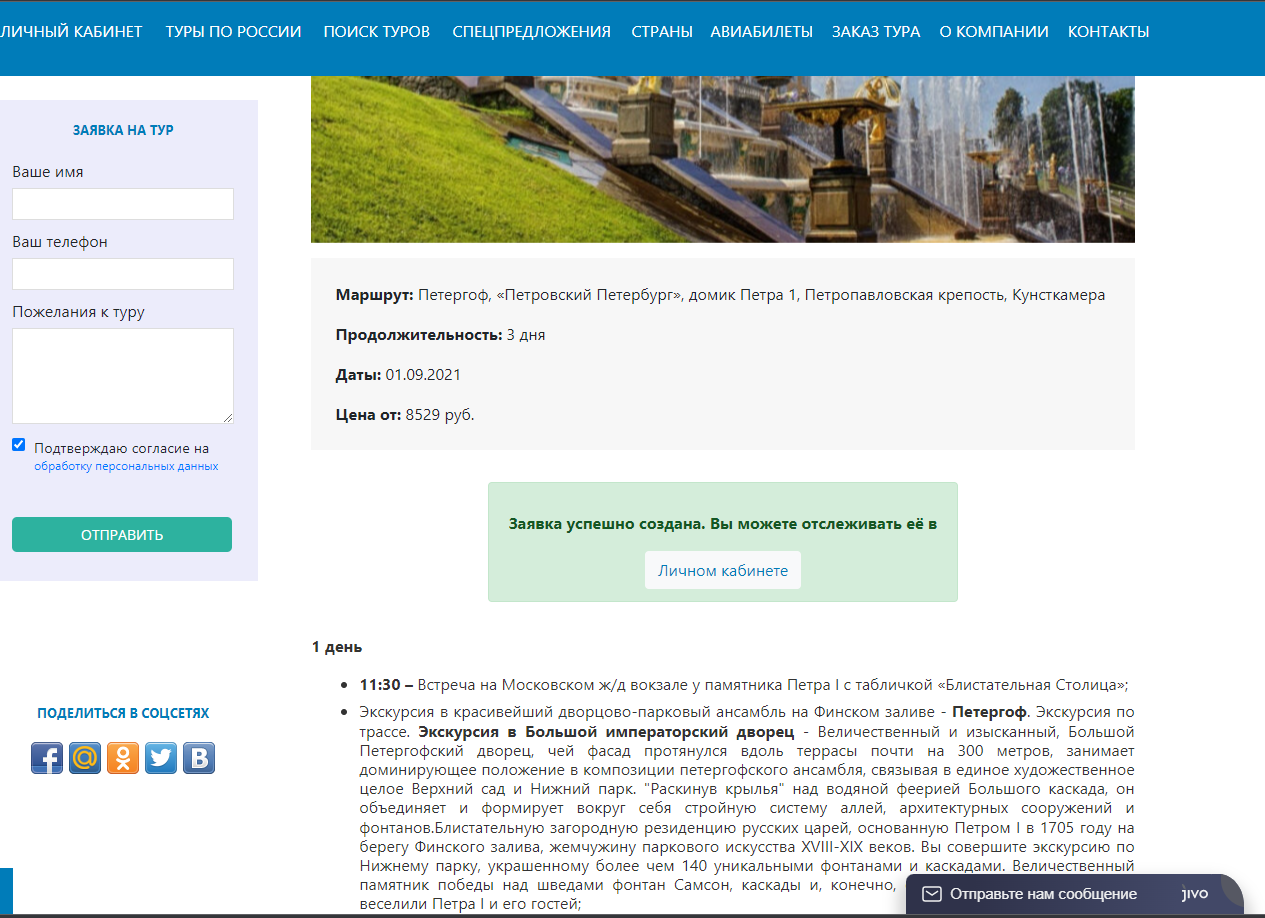 ЛИЧНЫЙ КАБИНЕТ ТУРЫ ПО РОССИИ ПОИСК ТУРОВ СПЕЦПРЕДЛОЖЕНИЯ СТРАНЫ АВИАБИЛЕТЫ ЗАКАЗ ТУРА О КОМПАНИИ КОНТАКТЫ
ЗАЯВКА НА ТУР
Ваше имя
Ваш телефон
Пожелания к туру
Подтверждаю согласие на
обработку персональных данных
ОТПРАВИТЬ
ПОДЕЛИТЬСЯ В СОЦСЕТЯХ
Маршрут: Петергоф, «Петровский Петербург», домик Петра 1, Петропавловская крепость, Кунсткамера
Продолжительность: 3 дня
Даты: 01.09.2021
Цена от: 8529 руб.
Заявка успешно создана. Вы можете отслеживать её в
Личном кабинете
1 день
• 11:30 – Встреча на Московском ж/д вокзале у памятника Петра I с табличкой «Блистательная Столица»;
• Экскурсия в красивейший дворцово-парковый ансамбль на Финском заливе - Петергоф. Экскурсия по
трассе. Экскурсия в Большой императорский дворец - Величественный и изысканный, Большой
Петергофский дворец, чей фасад протянулся вдоль террасы почти на 300 метров, занимает
доминирующее положение в композиции петергофского ансамбля, связывая в единое художественное
целое Верхний сад и Нижний парк. "Раскинув крылья" над водяной феерией Большого каскада, он
объединяет и формирует вокруг себя стройную систему аллей, архитектурных сооружений и
фонтанов.Блистательную загородную резиденцию русских царей, основанную Петром I в 1705 году на
берегу Финского залива, жемчужину паркового искусства XVIII-XIX веков. Вы совершите экскурсию по
Нижнему парку, украшенному более чем 140 уникальными фонтанами и каскадами. Величественный
памятник победы над шведами фонтан Самсон, каскады и, конечно,
веселили Петра I и его гостей;
Отправьте нам сообщение jivo